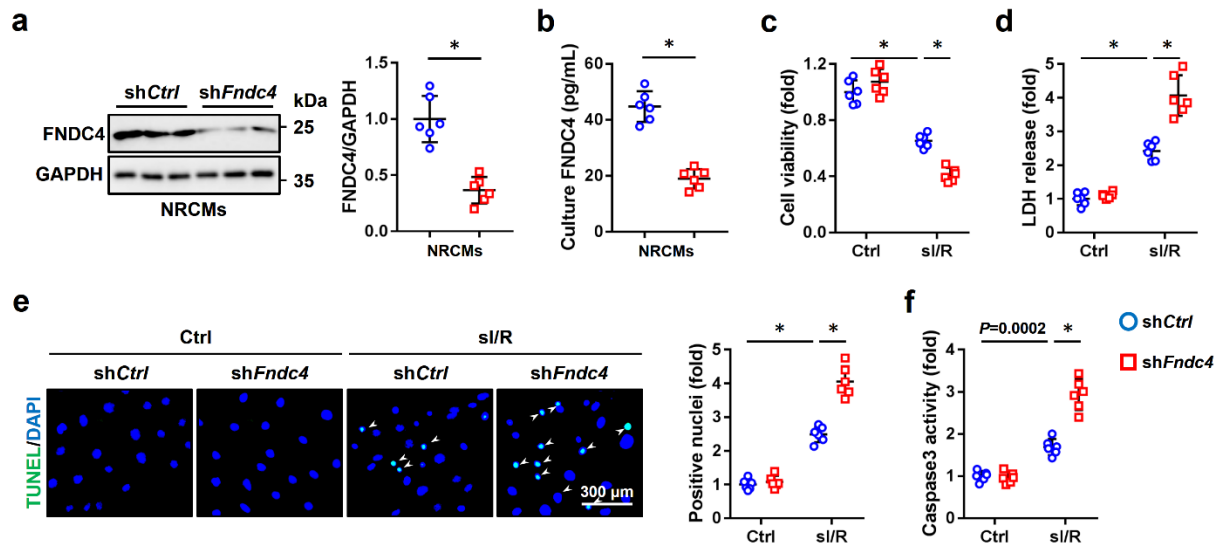 a
shCtrl shFndc4 kDa
FNDC4
25
GAPDH
35
NRCMs
FNDC4/GAPDH
1.5
1.0
0.5
0.0
*
NRCMs
b
Culture FNDC4 (pg/mL)
60
40
20
0
*
NRCMs
c
Cell viability (fold)
1.2
0.8
0.4
0.0
* *
Ctrl sI/R
d
LDH release (fold)
5
4
3
2
1
0
* *
Ctrl sI/R
e
Ctrl sI/R
shCtrl shFndc4 shCtrl shFndc4
TUNEL/DAPI
300 μm
Positive nuclei (fold)
5
4
3
2
1
0
* *
Ctrl sI/R
f
Caspase3 activity (fold)
4
3
2
1
0
P=0.0002 *
Ctrl sI/R
shCtrl
shFndc4